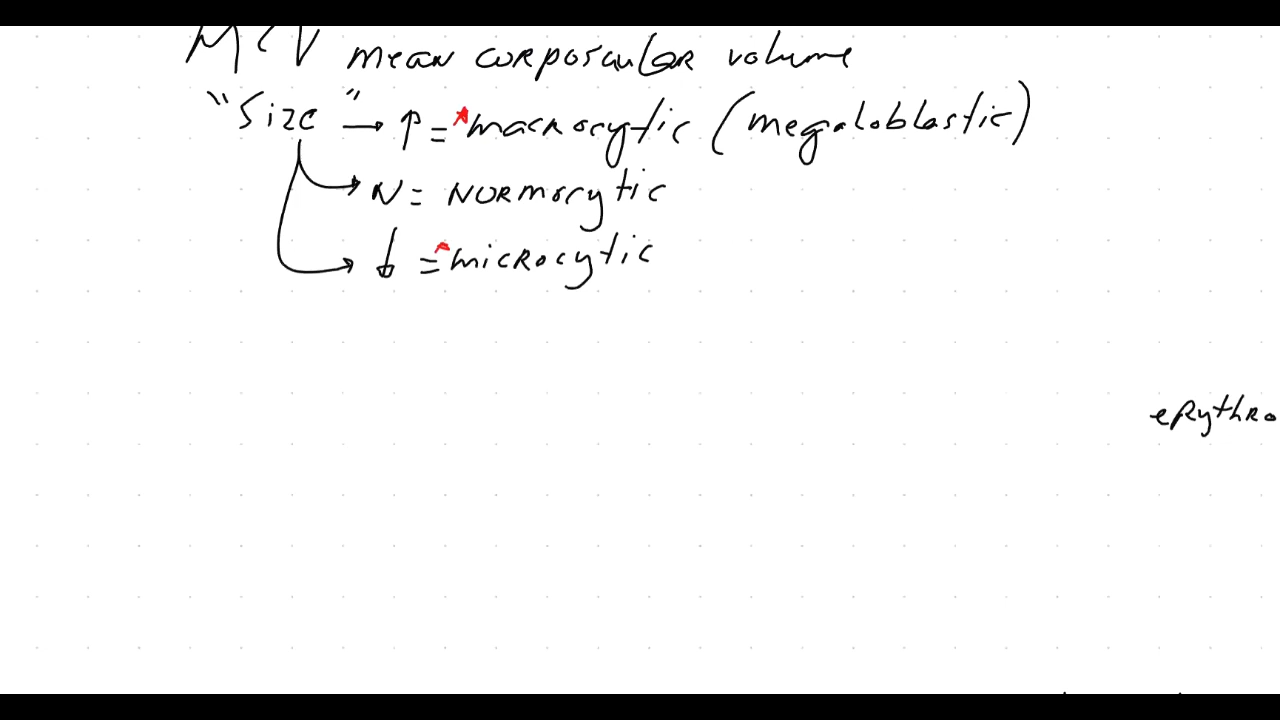 MCV mean corposcular volume
"Size" → ↑ = *macrocytic (megaloblastic)
→ N = Normocytic
→ ↓ = *microcytic
erythro